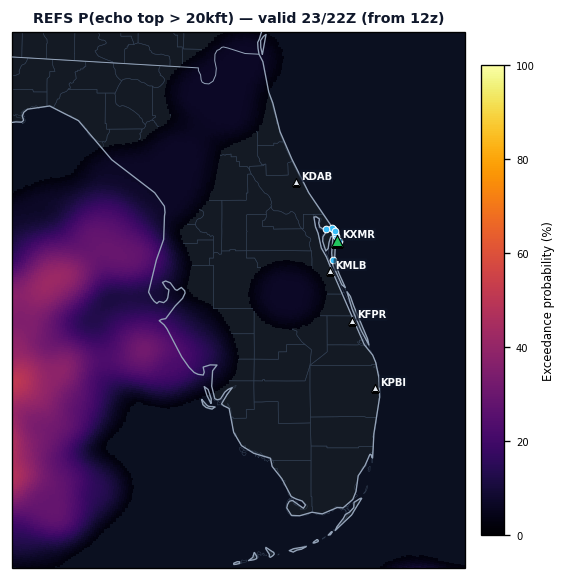 REFS P(echo top > 20kft) — valid 23/22Z (from 12z)
KDAB
KXMR
KMLB
KFPR
KPBI
100
80
60
40
20
0
Exceedance probability (%)